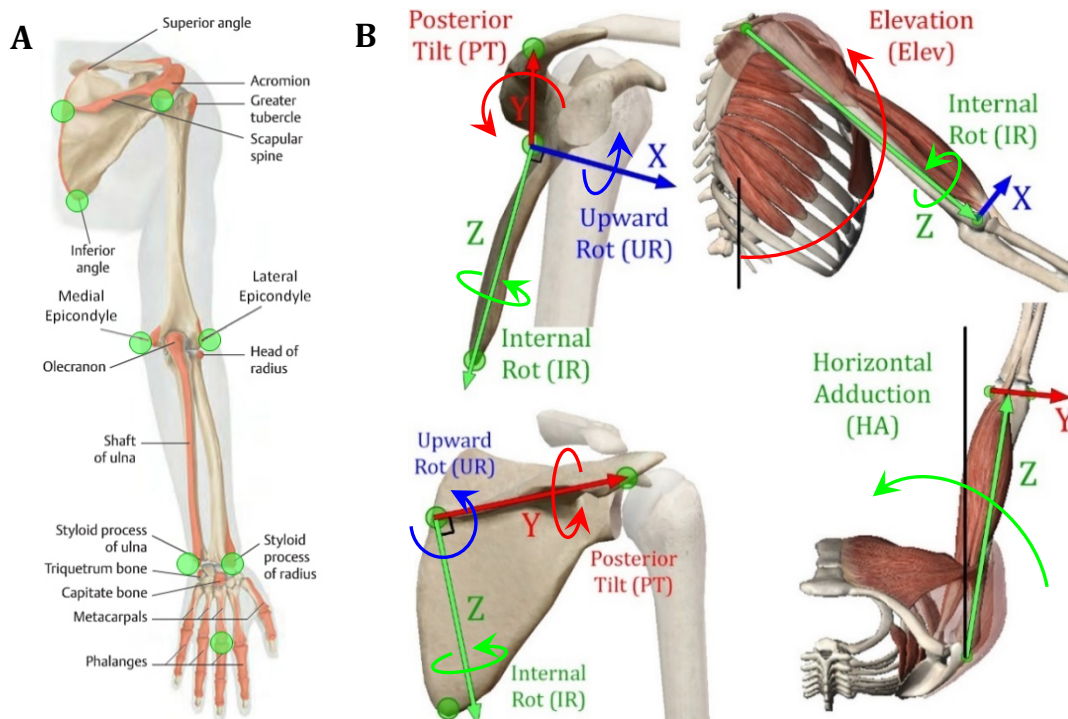 A
Superior angle
Acromion
Greater
tubercle
Scapular
spine
Inferior
angle
Medial
Epicondyle
Lateral
Epicondyle
Olecranon
Head of
radius
Shaft
of ulna
Styloid process
of ulna
Styloid
process
of radius
Triquetrum bone
Capitate bone
Metacarpals
Phalanges
B
Posterior
Tilt (PT)
Y
X
Upward
Rot (UR)
Z
Internal
Rot (IR)
Elevation
(Elev)
Internal
Rot (IR)
X
Z
Upward
Rot (UR)
Y
Posterior
Tilt (PT)
Z
Internal
Rot (IR)
Horizontal
Adduction
(HA)
Y
Z